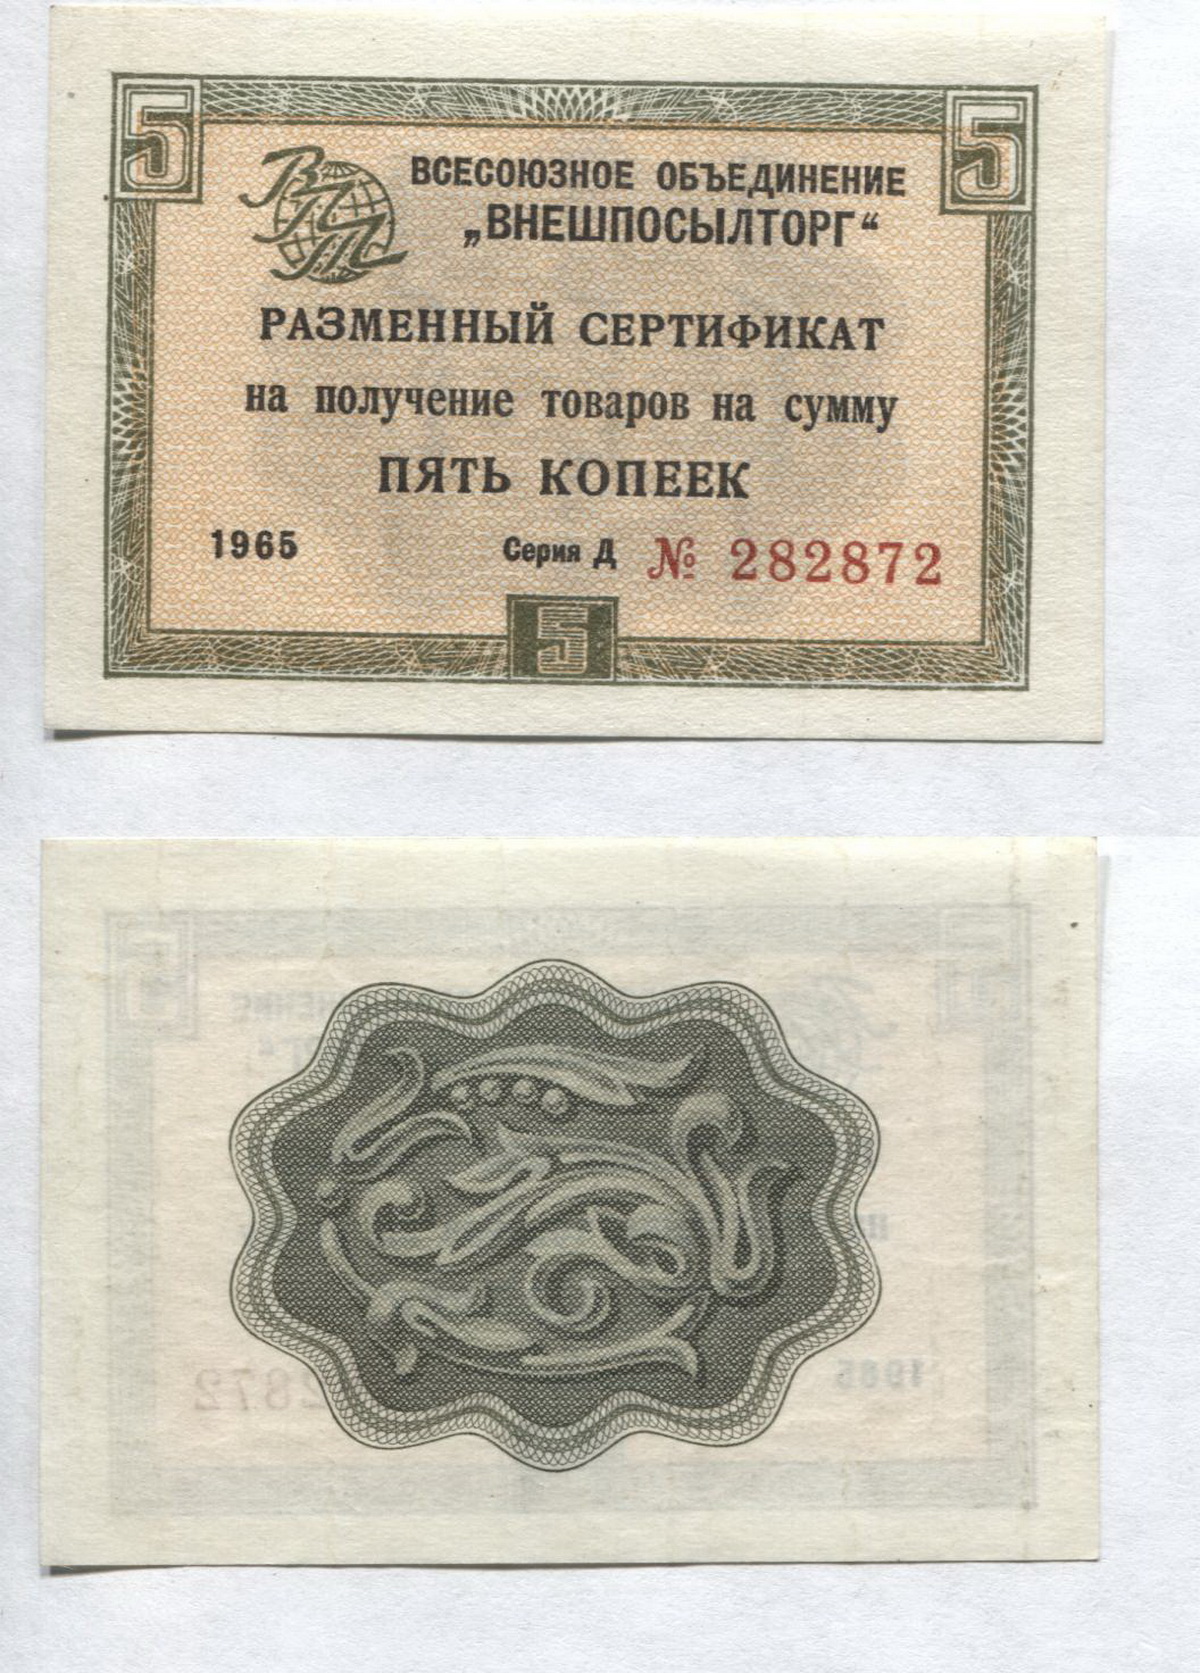 5 5
ВПТ
ВСЕСОЮЗНОЕ ОБЪЕДИНЕНИЕ
„ВНЕШПОСЫЛТОРГ“
РАЗМЕННЫЙ СЕРТИФИКАТ
на получение товаров на сумму
ПЯТЬ КОПЕЕК
1965 Серия Д № 282872
5